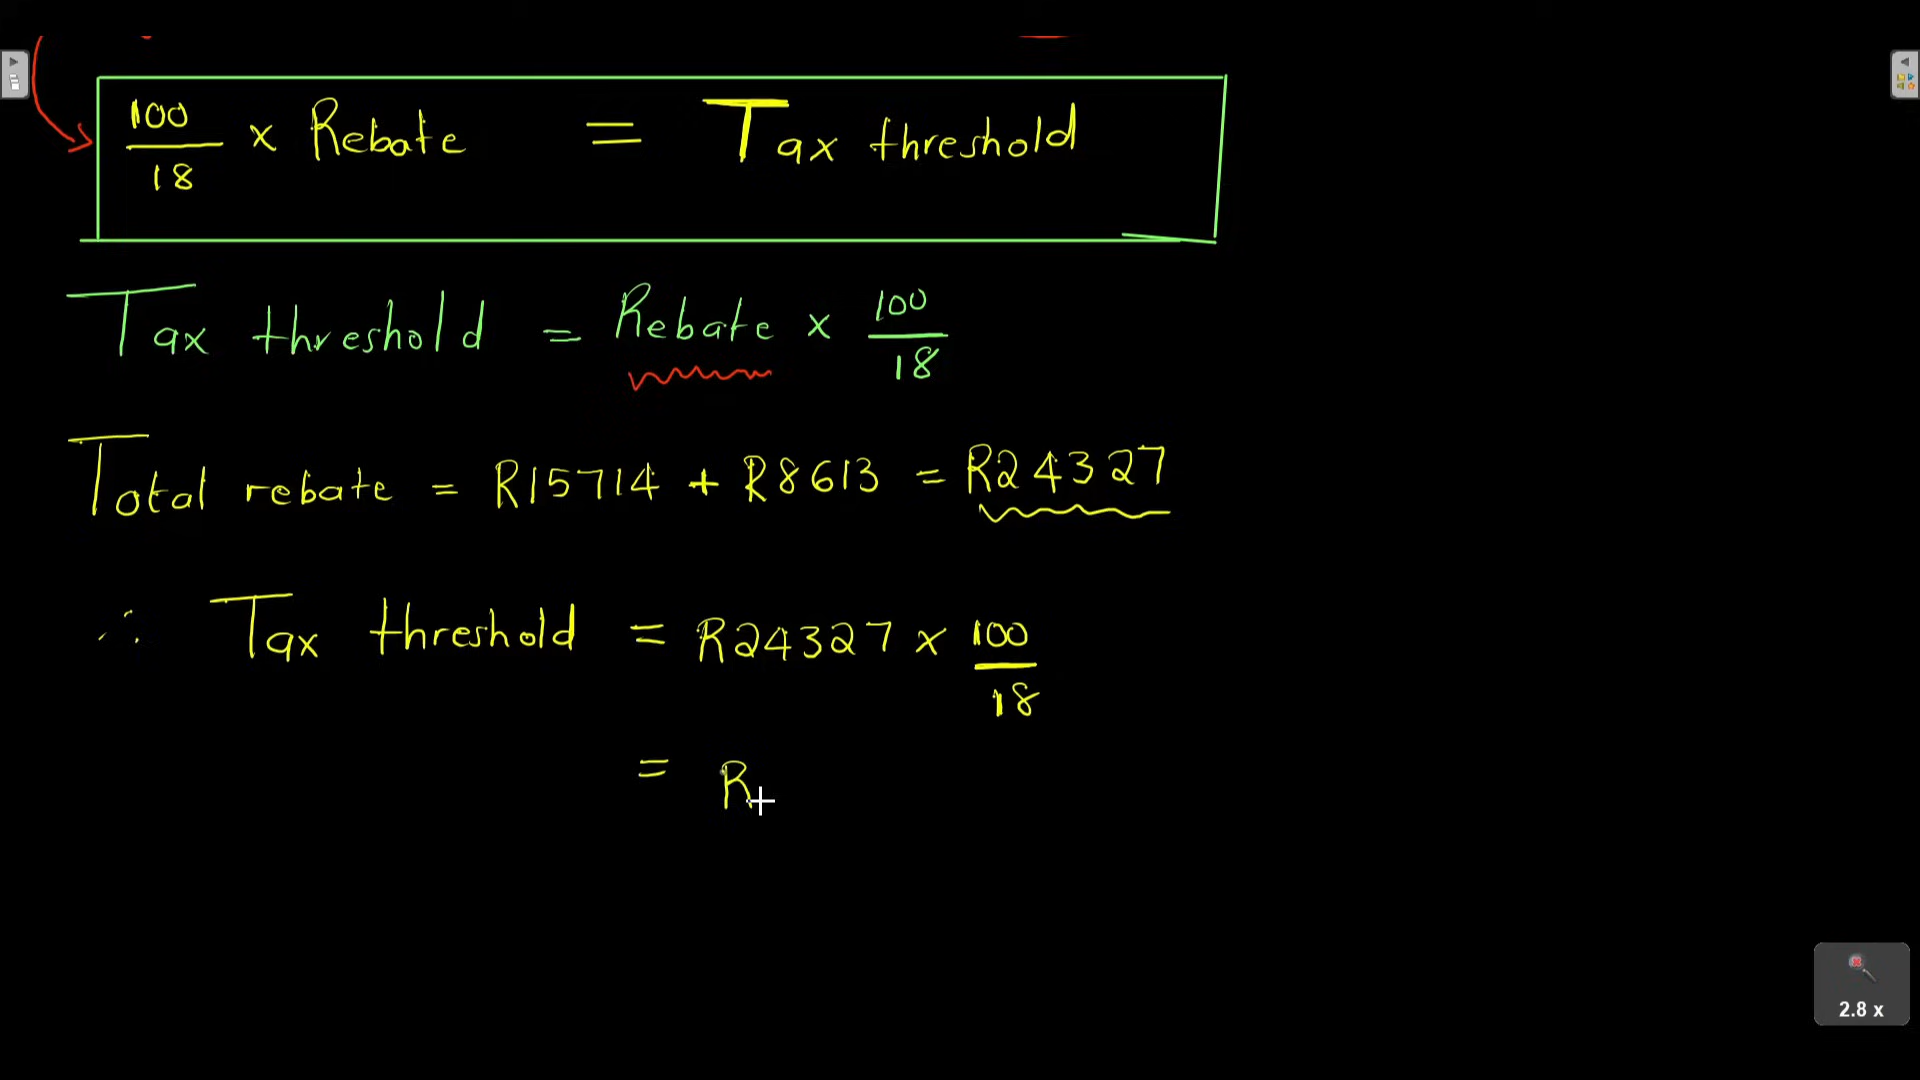 100/18 × Rebate = Tax threshold
Tax threshold = Rebate × 100/18
Total rebate = R15714 + R8613 = R24327
∴ Tax threshold = R24327 × 100/18
= R
2.8 x